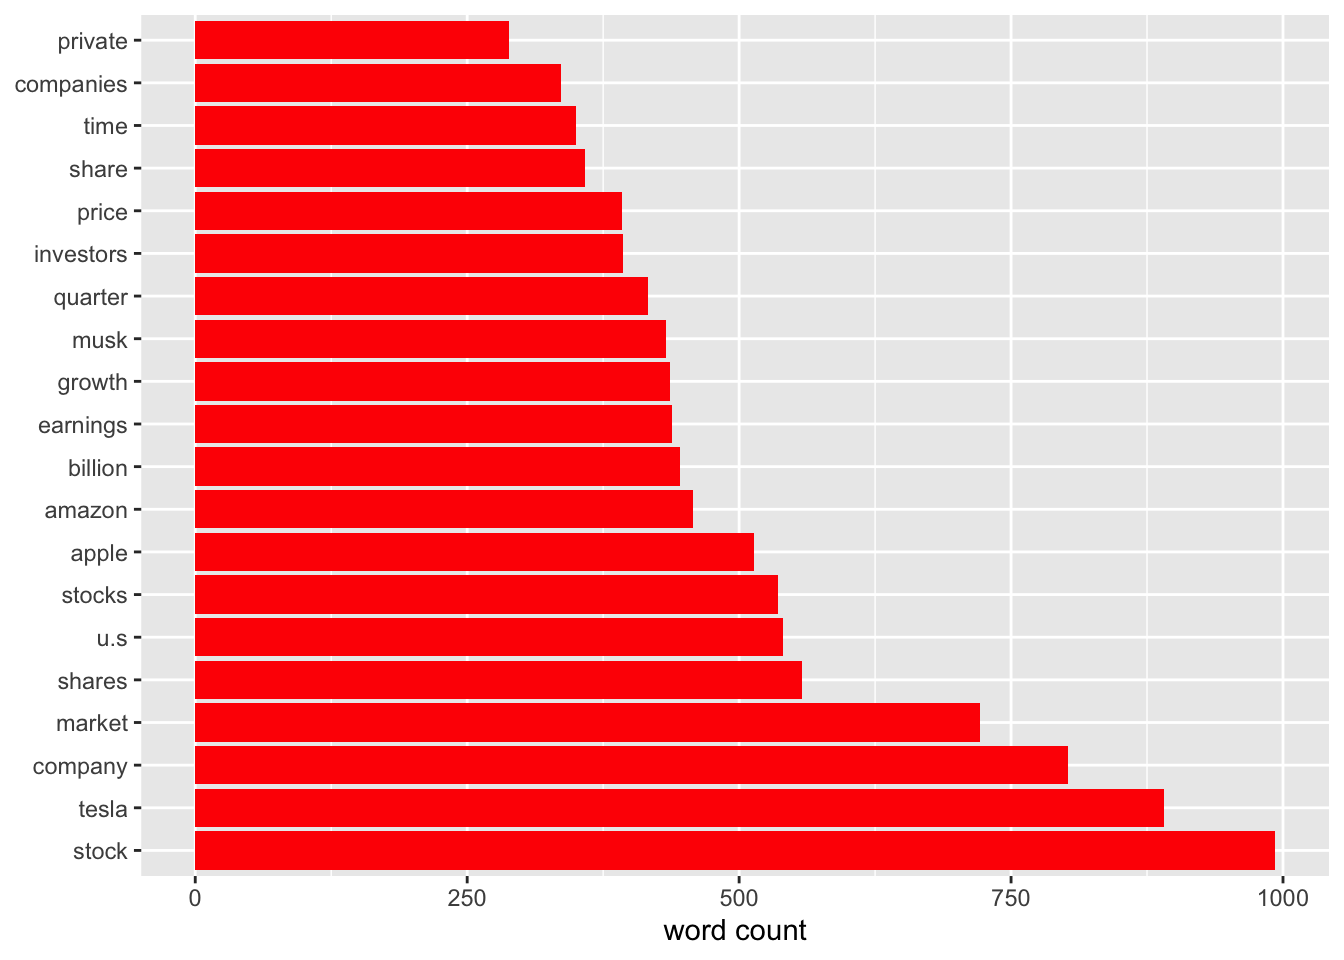 private
companies
time
share
price
investors
quarter
musk
growth
earnings
billion
amazon
apple
stocks
u.s
shares
market
company
tesla
stock
0 250 500 750 1000
word count